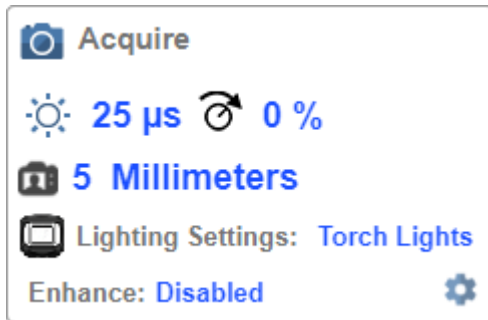 Acquire
25 µs 0 %
5 Millimeters
Lighting Settings: Torch Lights
Enhance: Disabled